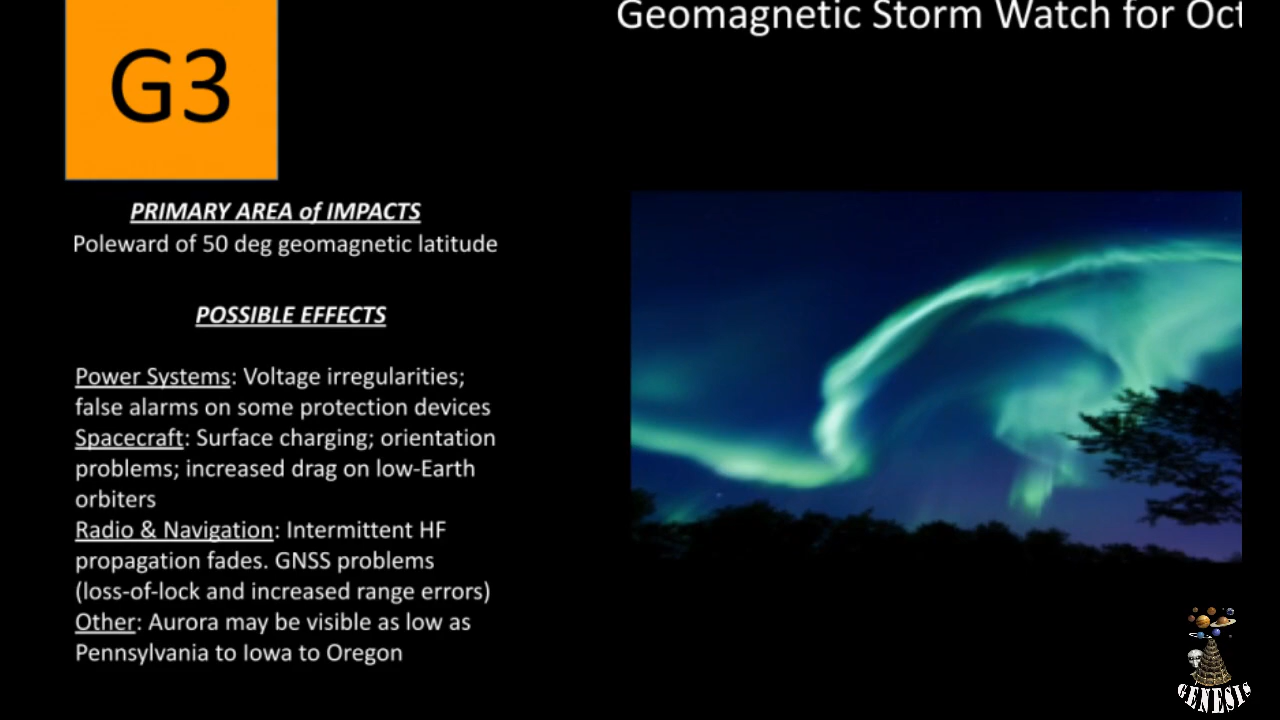 Geomagnetic Storm Watch for Oct
G3
PRIMARY AREA of IMPACTS
Poleward of 50 deg geomagnetic latitude
POSSIBLE EFFECTS
Power Systems: Voltage irregularities;
false alarms on some protection devices
Spacecraft: Surface charging; orientation
problems; increased drag on low-Earth
orbiters
Radio & Navigation: Intermittent HF
propagation fades. GNSS problems
(loss-of-lock and increased range errors)
Other: Aurora may be visible as low as
Pennsylvania to Iowa to Oregon
GENESIS